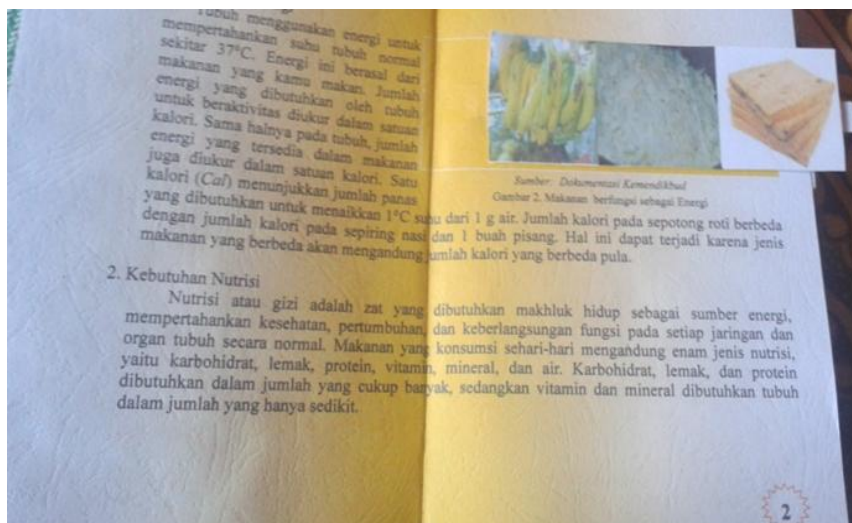 Tubuh menggunakan energi untuk
mempertahankan suhu tubuh normal
sekitar 37°C. Energi ini berasal dari
makanan yang kamu makan. Jumlah
energi yang dibutuhkan oleh tubuh
untuk beraktivitas diukur dalam satuan
kalori. Sama halnya pada tubuh, jumlah
energi yang tersedia dalam makanan
juga diukur dalam satuan kalori. Satu
kalori (Cal) menunjukkan jumlah panas
yang dibutuhkan untuk menaikkan 1°C suhu dari 1 g air. Jumlah kalori pada sepotong roti berbeda
dengan jumlah kalori pada sepiring nasi dan 1 buah pisang. Hal ini dapat terjadi karena jenis
makanan yang berbeda akan mengandung jumlah kalori yang berbeda pula.
Sumber: Dokumentasi Kemendikbud
Gambar 2. Makanan berfungsi sebagai Energi
2. Kebutuhan Nutrisi
Nutrisi atau gizi adalah zat yang dibutuhkan makhluk hidup sebagai sumber energi,
mempertahankan kesehatan, pertumbuhan, dan keberlangsungan fungsi pada setiap jaringan dan
organ tubuh secara normal. Makanan yang konsumsi sehari-hari mengandung enam jenis nutrisi,
yaitu karbohidrat, lemak, protein, vitamin, mineral, dan air. Karbohidrat, lemak, dan protein
dibutuhkan dalam jumlah yang cukup banyak, sedangkan vitamin dan mineral dibutuhkan tubuh
dalam jumlah yang hanya sedikit.
2